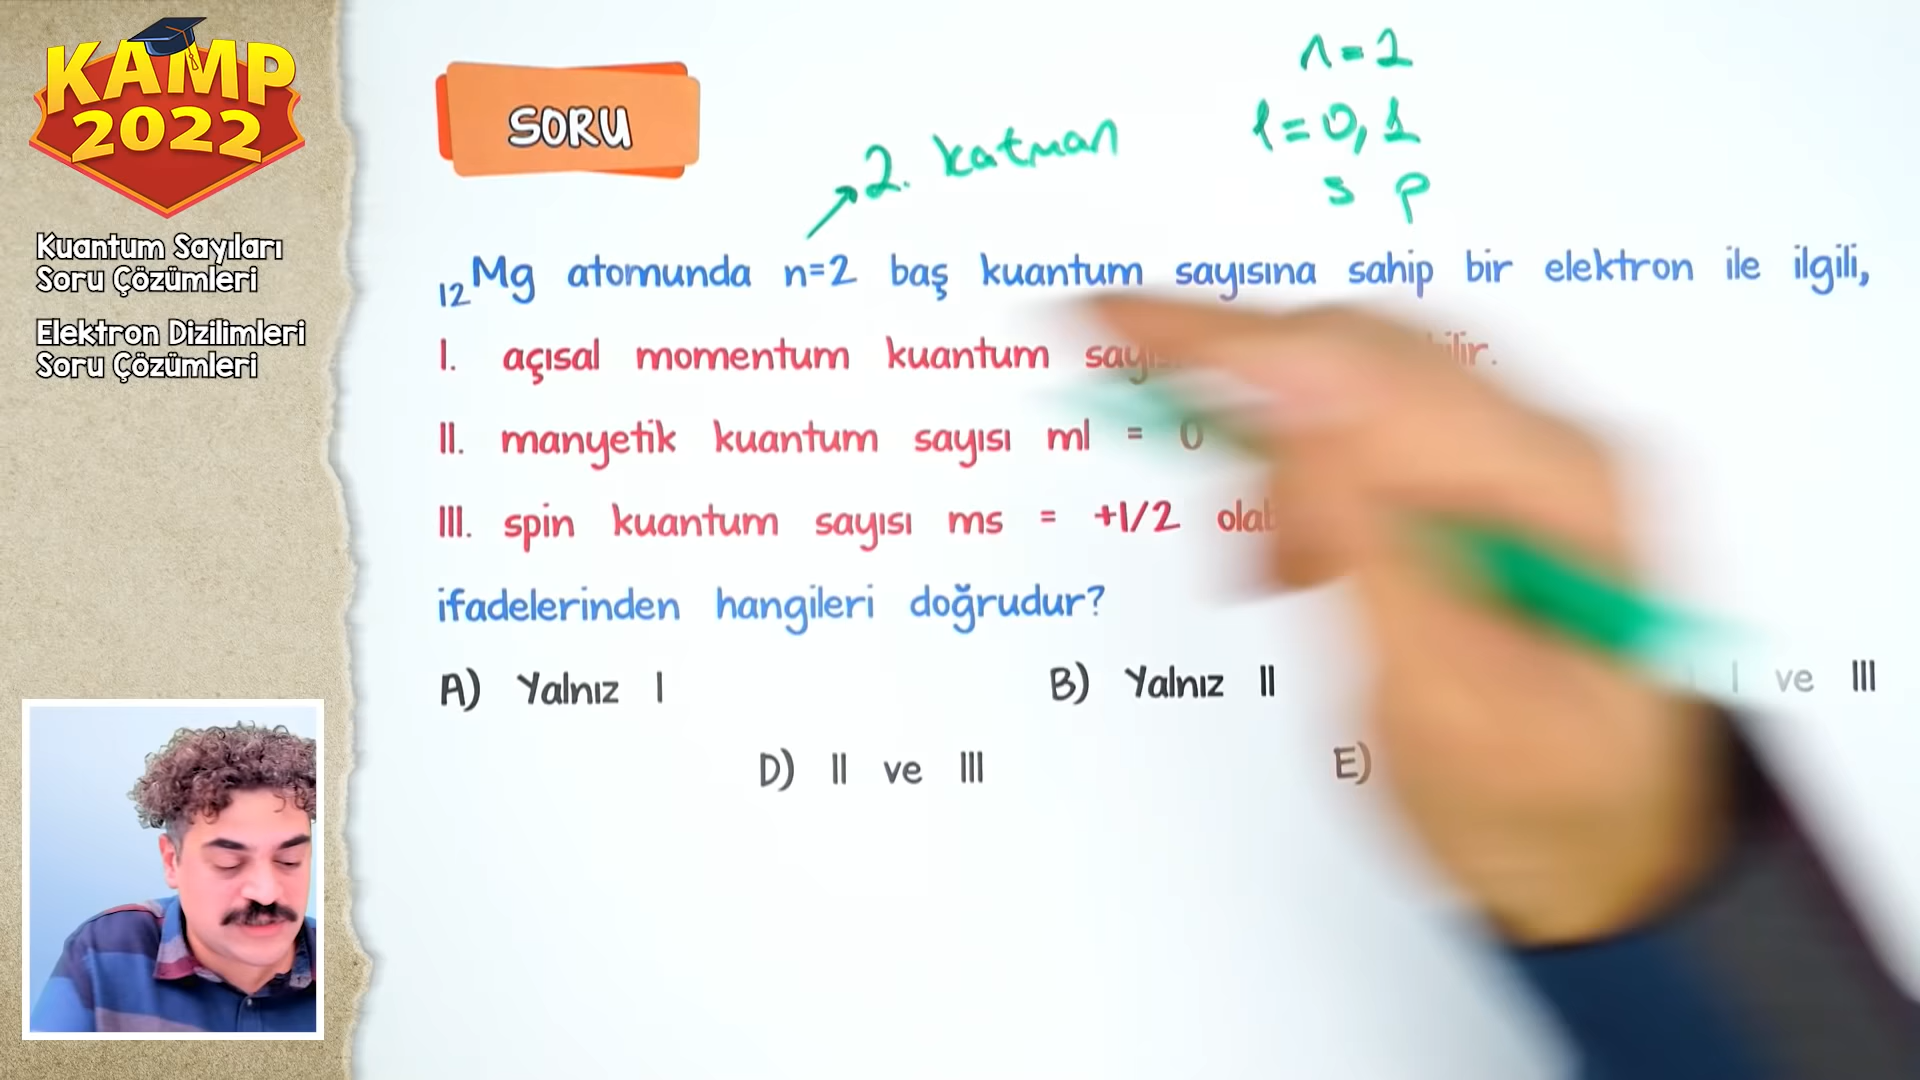 KAMP
2022
Kuantum Sayıları
Soru Çözümleri
Elektron Dizilimleri
Soru Çözümleri
SORU
2. katman
n=2
l=0,1
s p
12Mg atomunda n=2 baş kuantum sayısına sahip bir elektron ile ilgili,
I. açısal momentum kuantum
II. manyetik kuantum sayısı ml = 0
III. spin kuantum sayısı ms = +1/2
ifadelerinden hangileri doğrudur?
A) Yalnız I
B) Yalnız II
I ve III
D) II ve III
E)